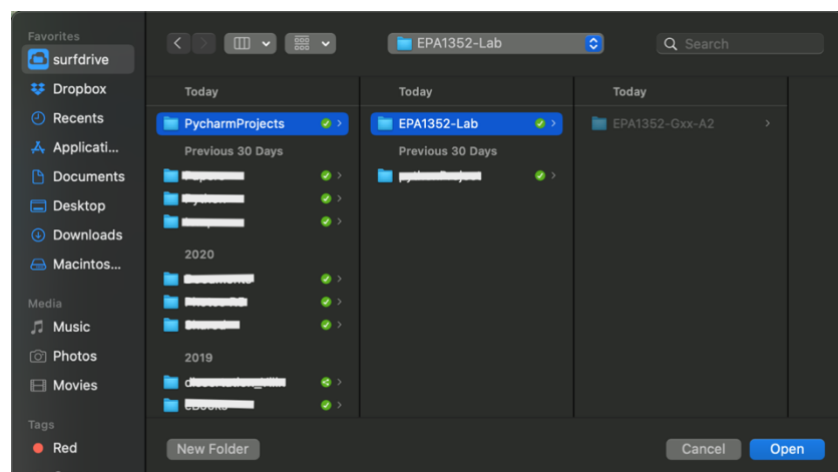 Favorites
surfdrive
Dropbox
Recents
Applicati...
Documents
Desktop
Downloads
Macintos...
Media
Music
Photos
Movies
Tags
Red
EPA1352-Lab
Search
Today
PycharmProjects
Previous 30 Days
2020
2019
Today
EPA1352-Lab
Previous 30 Days
Today
EPA1352-Gxx-A2
New Folder
Cancel
Open